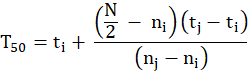 T₅₀ = tᵢ + ((N/2 − nᵢ)(tⱼ − tᵢ))/(nⱼ − nᵢ)